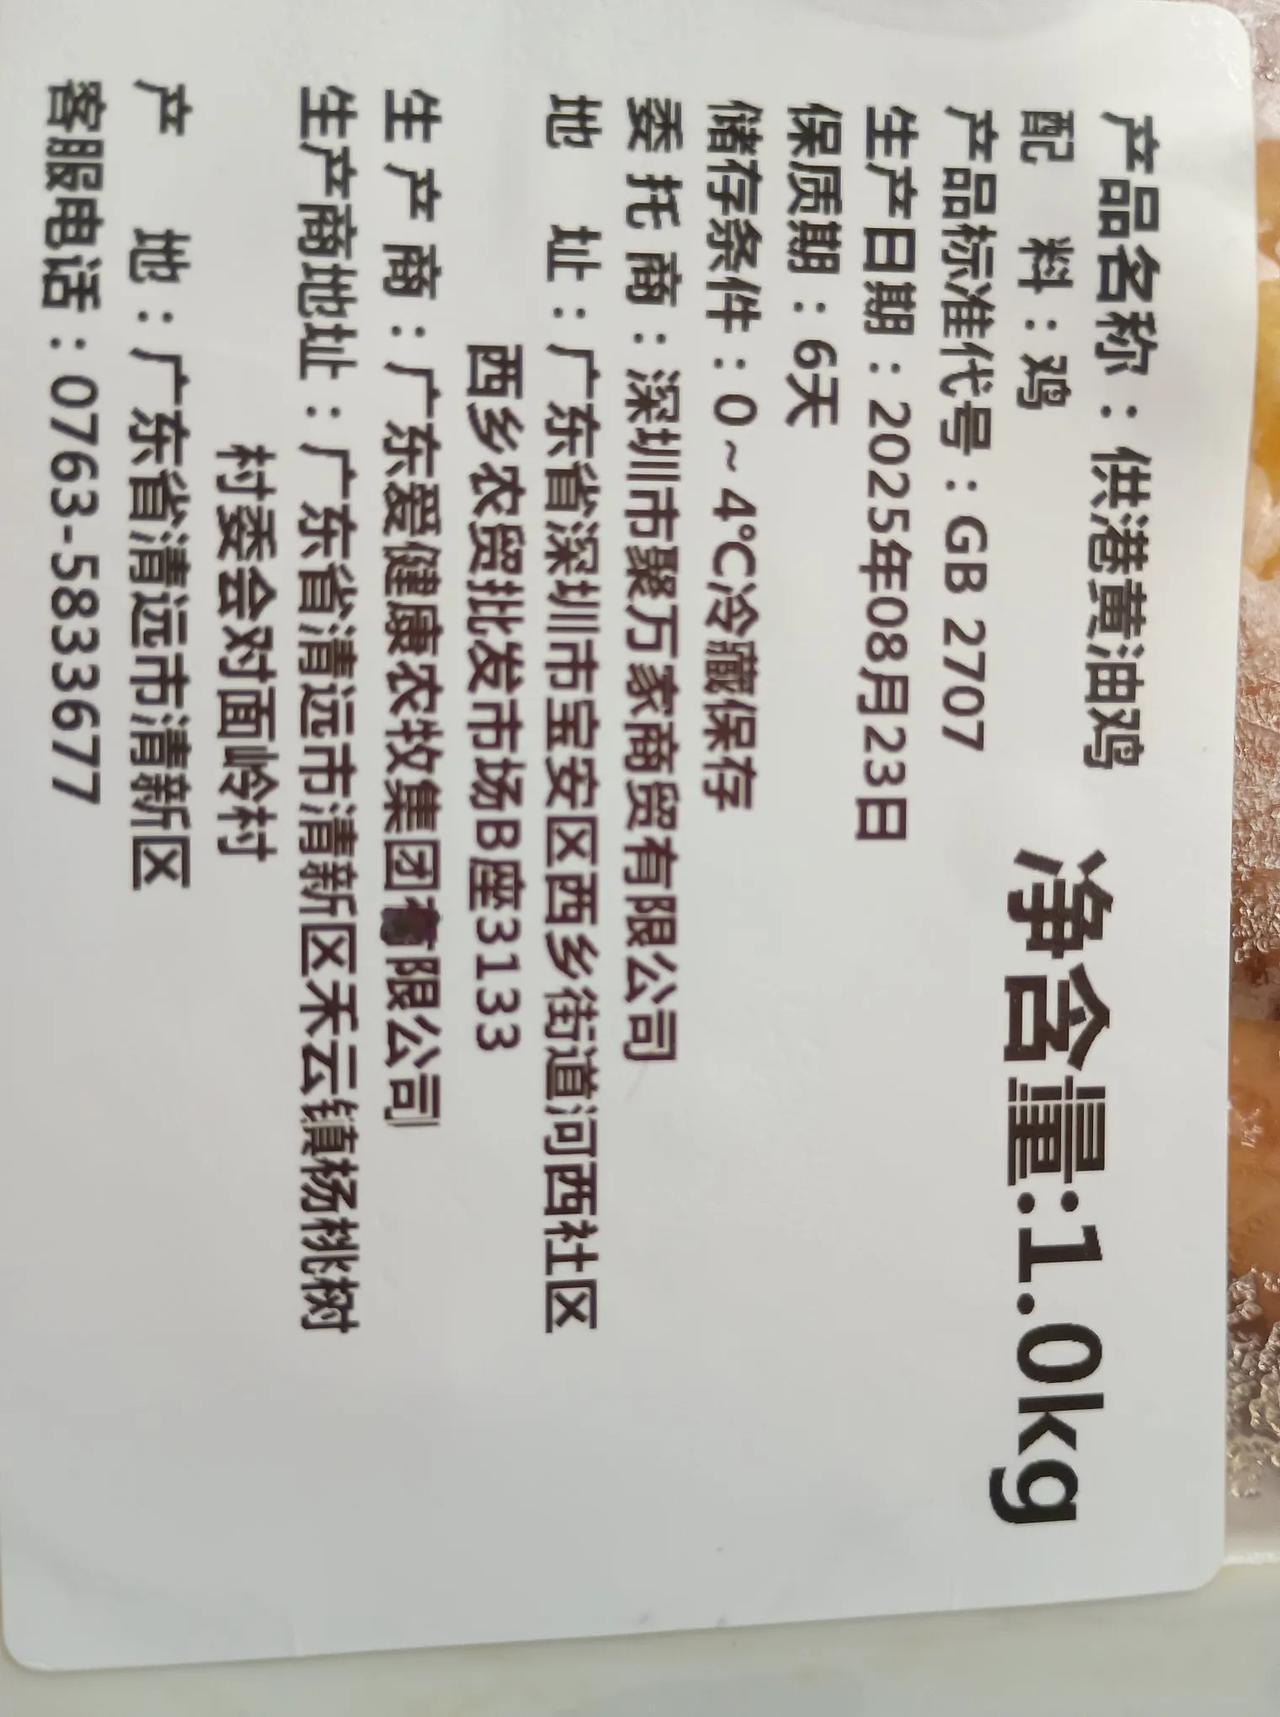 产品名称：供港黄油鸡
配 料：鸡
产品标准代号：GB 2707
净含量:1.0kg
生产日期：2025年08月23日
保质期：6天
储存条件：0～4℃冷藏保存
委托商：深圳市聚万家商贸有限公司
地 址：广东省深圳市宝安区西乡街道河西社区
西乡农贸批发市场B座3133
生产商：广东爱健康农牧集团有限公司
生产商地址：广东省清远市清新区禾云镇杨桃树
村委会对面岭村
产 地：广东省清远市清新区
客服电话：0763-5833677